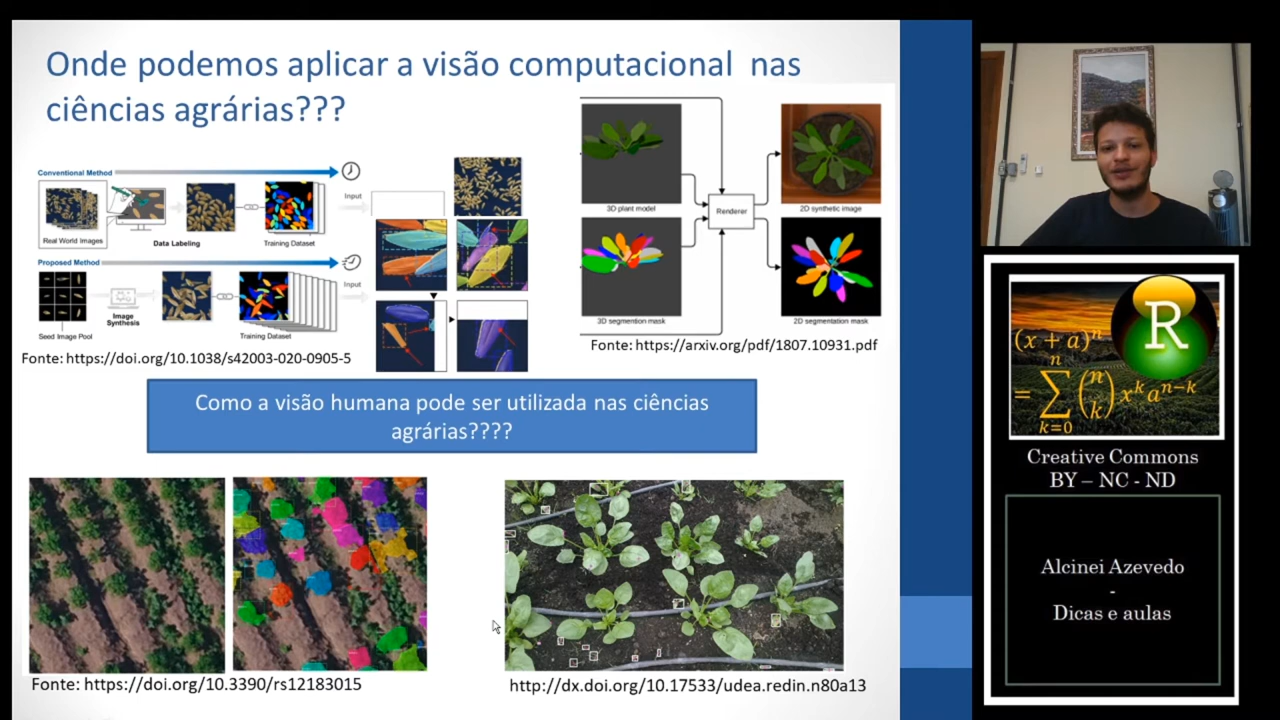 Onde podemos aplicar a visão computacional nas
ciências agrárias???
Conventional Method
Real World Images
Data Labeling
Training Dataset
Input
Proposed Method
Seed Image Pool
Image
Synthesis
Training Dataset
Input
Fonte: https://doi.org/10.1038/s42003-020-0905-5
3D plant model
Renderer
2D synthetic image
3D segmention mask
2D segmentation mask
Fonte: https://arxiv.org/pdf/1807.10931.pdf
Como a visão humana pode ser utilizada nas ciências
agrárias????
Fonte: https://doi.org/10.3390/rs12183015
http://dx.doi.org/10.17533/udea.redin.n80a13
R
(x + a)^n
= ∑_{k=0}^{n} (n k) x^k a^{n-k}
Creative Commons
BY – NC - ND
Alcinei Azevedo
-
Dicas e aulas